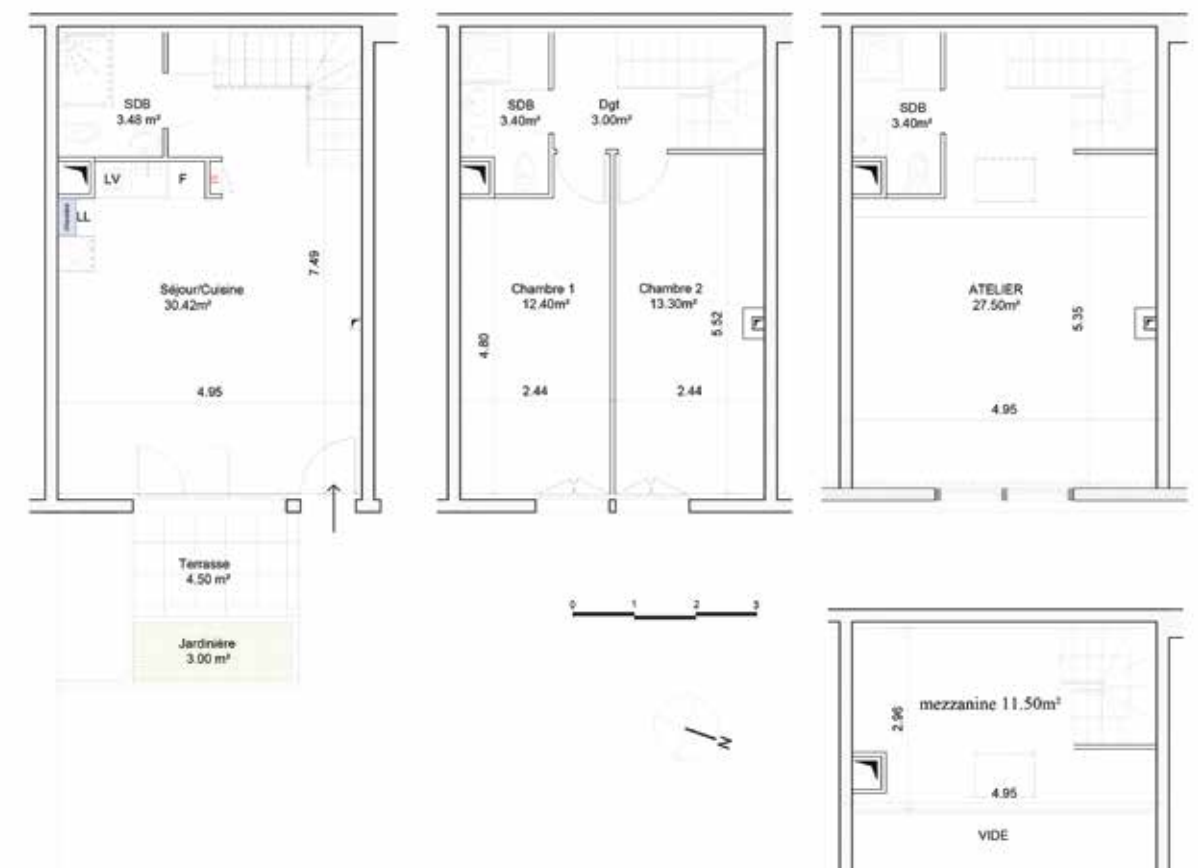 SDB
3.48 m²
LV
F
LL
Séjour/Cuisine
30.42m²
7.49
4.95
Terrasse
4.50 m²
Jardinière
3.00 m²
SDB
3.40m²
Dgt
3.00m²
Chambre 1
12.40m²
Chambre 2
13.30m²
4.80
5.52
2.44
2.44
SDB
3.40m²
ATELIER
27.50m²
5.35
4.95
0 1 2 3
N
mezzanine 11.50m²
2.96
4.95
VIDE